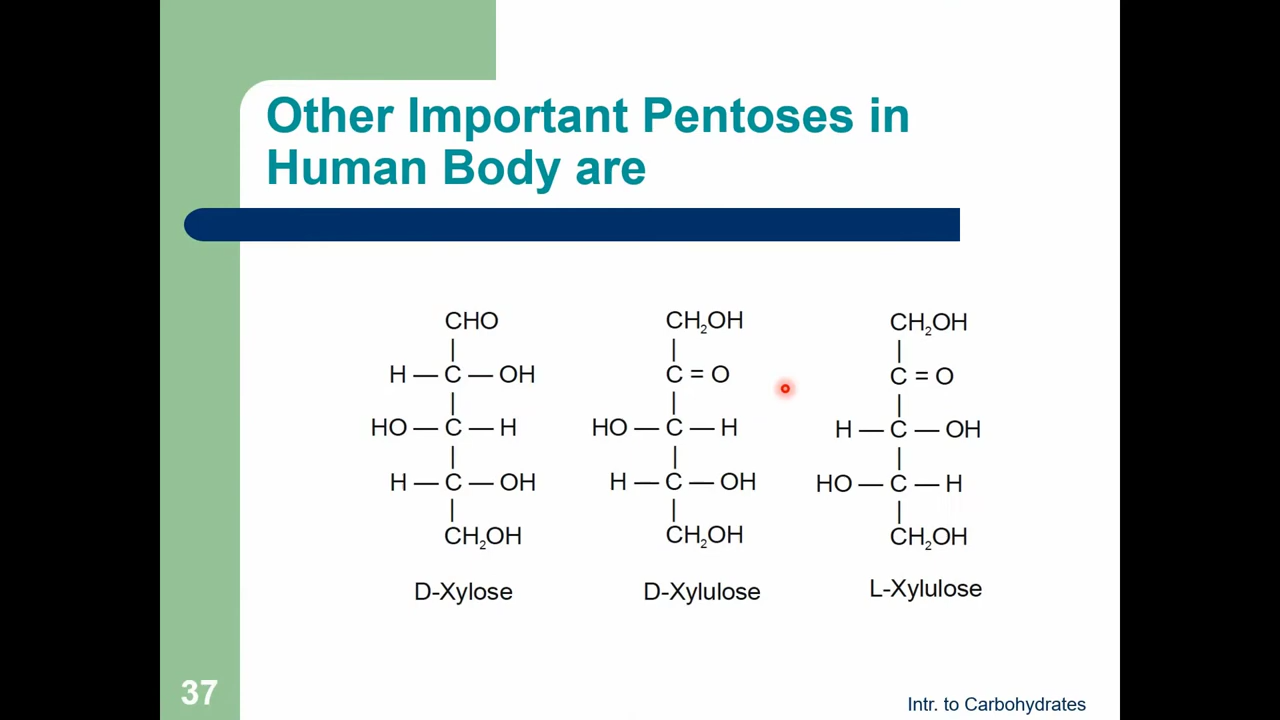 Other Important Pentoses in
Human Body are
CHO
|
H — C — OH
|
HO — C — H
|
H — C — OH
|
CH₂OH
D-Xylose
CH₂OH
|
C = O
|
HO — C — H
|
H — C — OH
|
CH₂OH
D-Xylulose
CH₂OH
|
C = O
|
H — C — OH
|
HO — C — H
|
CH₂OH
L-Xylulose
37
Intr. to Carbohydrates